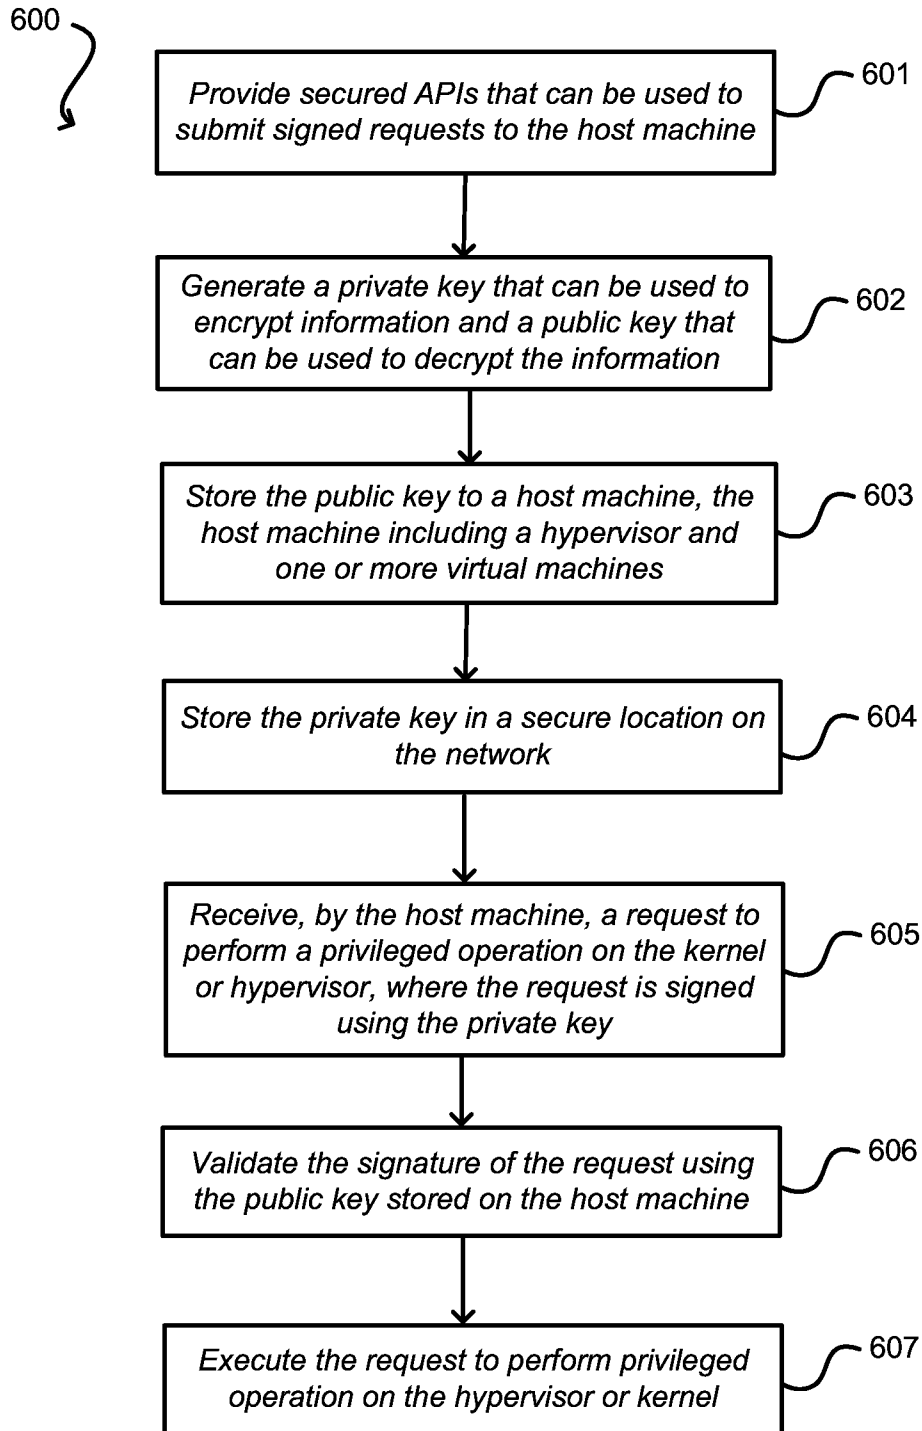 600
Provide secured APIs that can be used to
submit signed requests to the host machine
601
Generate a private key that can be used to
encrypt information and a public key that
can be used to decrypt the information
602
Store the public key to a host machine, the
host machine including a hypervisor and
one or more virtual machines
603
Store the private key in a secure location on
the network
604
Receive, by the host machine, a request to
perform a privileged operation on the kernel
or hypervisor, where the request is signed
using the private key
605
Validate the signature of the request using
the public key stored on the host machine
606
Execute the request to perform privileged
operation on the hypervisor or kernel
607